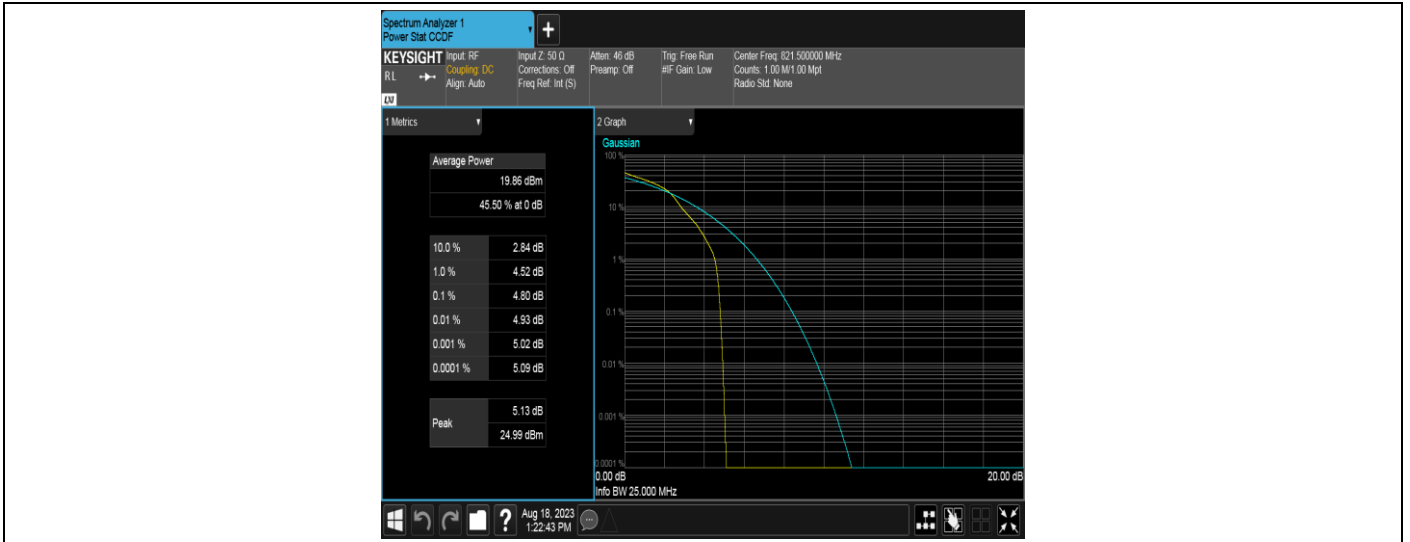 Spectrum Analyzer 1
Power Stat CCDF
+
KEYSIGHT
RL
LXI
Input: RF
Coupling: DC
Align: Auto
Input Z: 50 Ω
Corrections: Off
Freq Ref: Int (S)
Atten: 46 dB
Preamp: Off
Trig: Free Run
#IF Gain: Low
Center Freq: 821.500000 MHz
Counts: 1.00 M/1.00 Mpt
Radio Std: None
1 Metrics
Average Power
19.86 dBm
45.50 % at 0 dB
10.0 % 2.84 dB
1.0 % 4.52 dB
0.1 % 4.80 dB
0.01 % 4.93 dB
0.001 % 5.02 dB
0.0001 % 5.09 dB
Peak
5.13 dB
24.99 dBm
2 Graph
Gaussian
100 %
10 %
1 %
0.1 %
0.01 %
0.001 %
0.0001 %
0.00 dB 20.00 dB
Info BW 25.000 MHz
?
Aug 18, 2023
1:22:43 PM